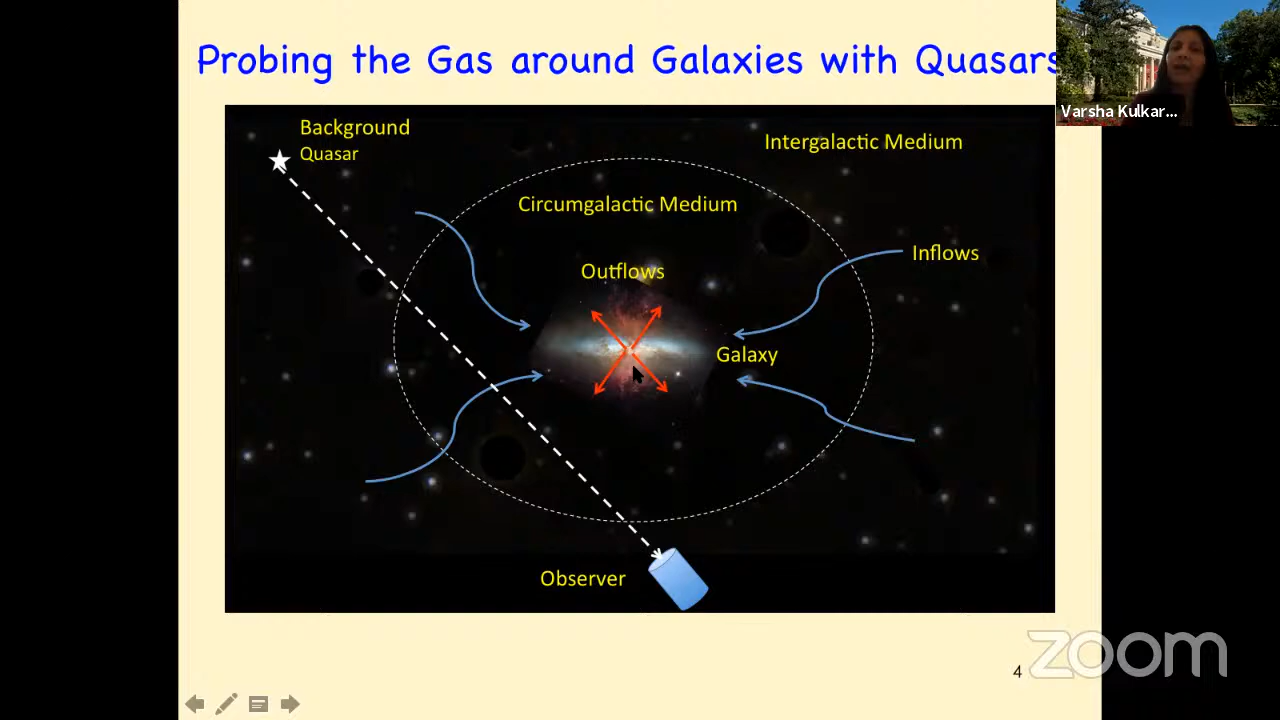 Probing the Gas around Galaxies with Quasars
Varsha Kulkar...
Background
Quasar
Intergalactic Medium
Circumgalactic Medium
Inflows
Outflows
Galaxy
Observer
4
zoom